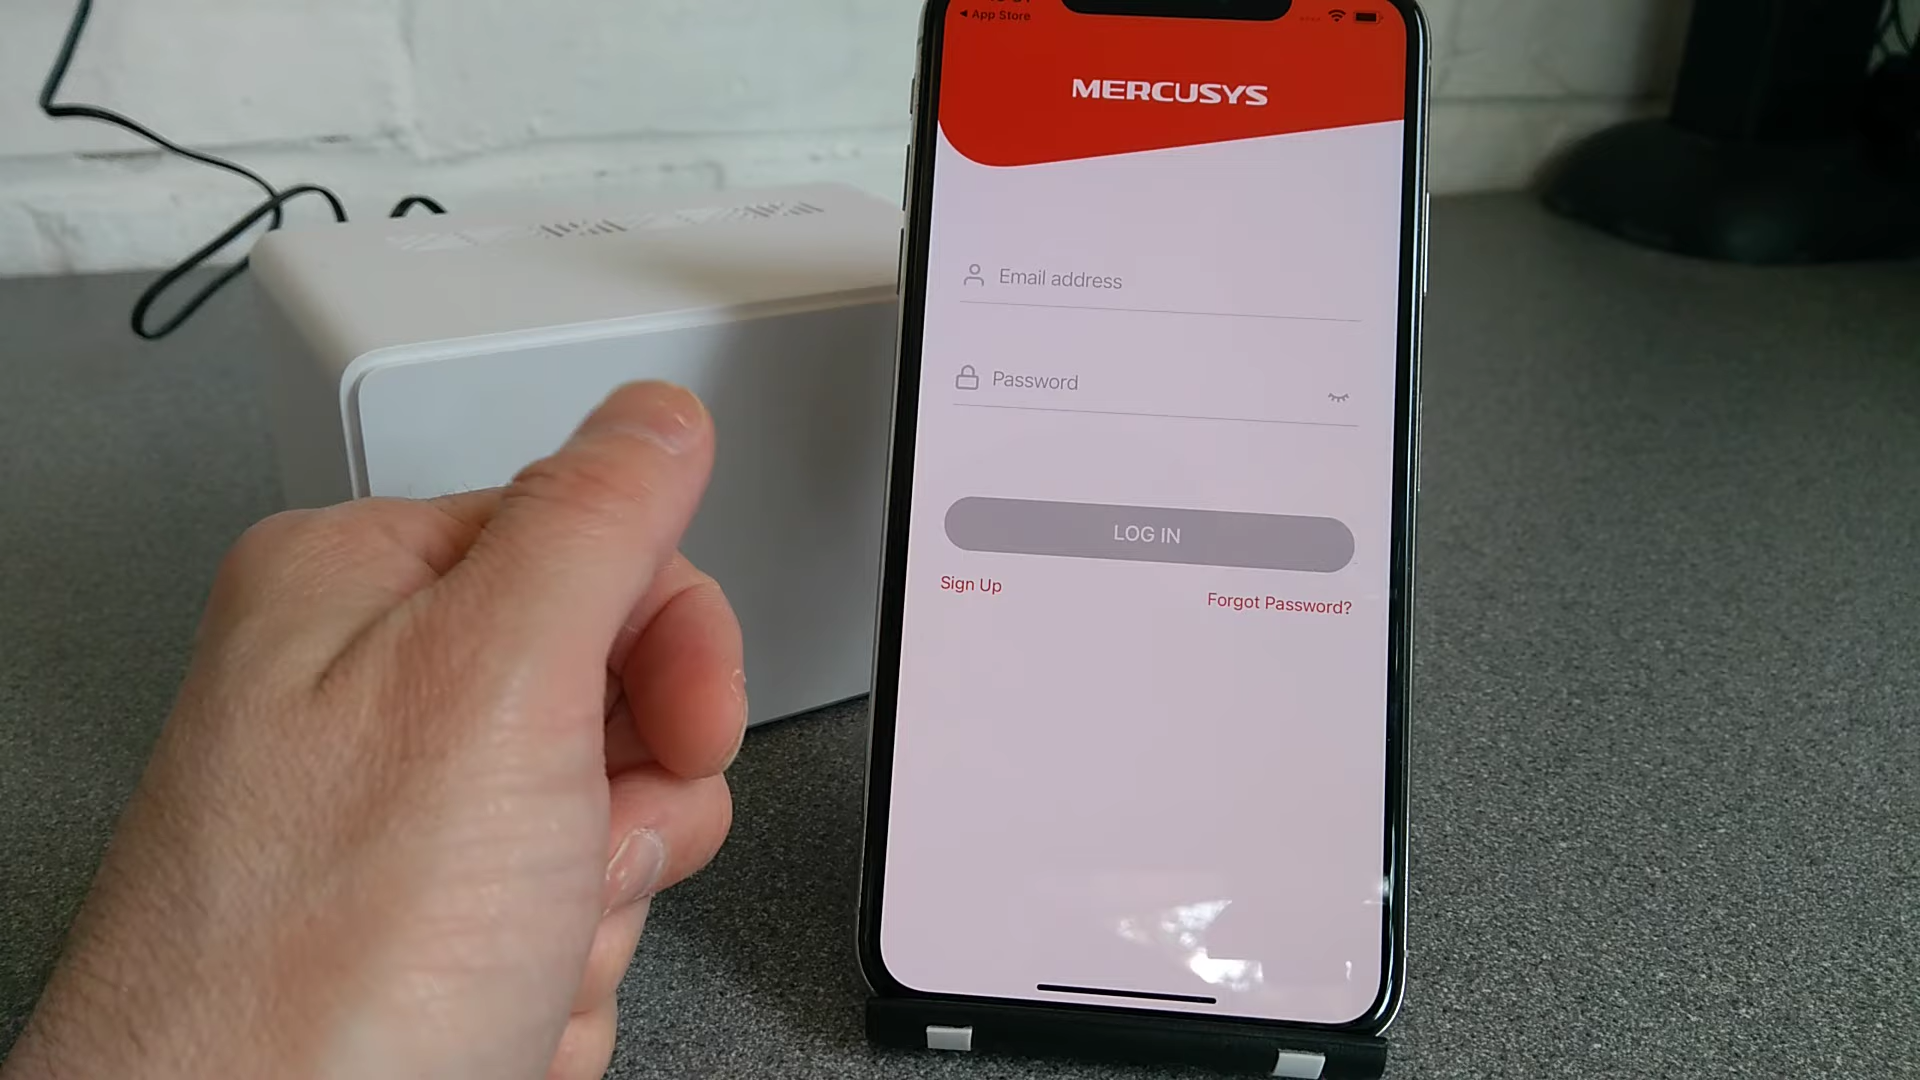 App Store
MERCUSYS
Email address
Password
LOG IN
Sign Up
Forgot Password?